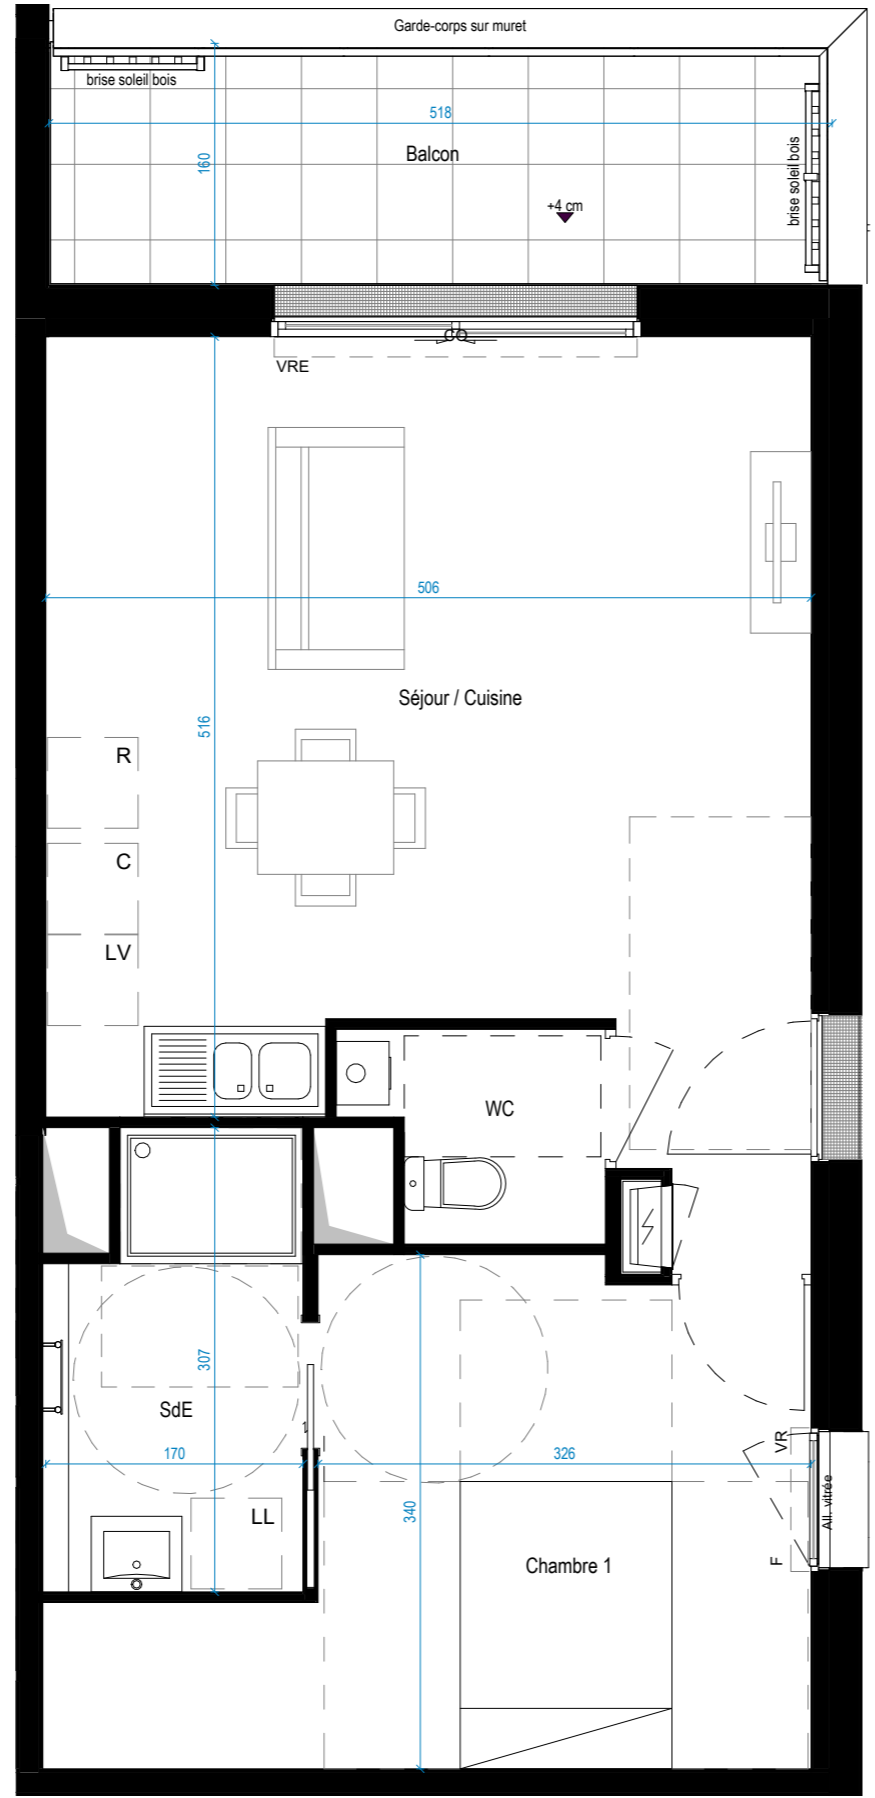 Garde-corps sur muret
brise soleil bois
518
160
Balcon
brise soleil bois
+4 cm
CO
VRE
506
Séjour / Cuisine
516
R
C
LV
WC
307
SdE
170
326
340
VR
All. vitrée
F
LL
Chambre 1